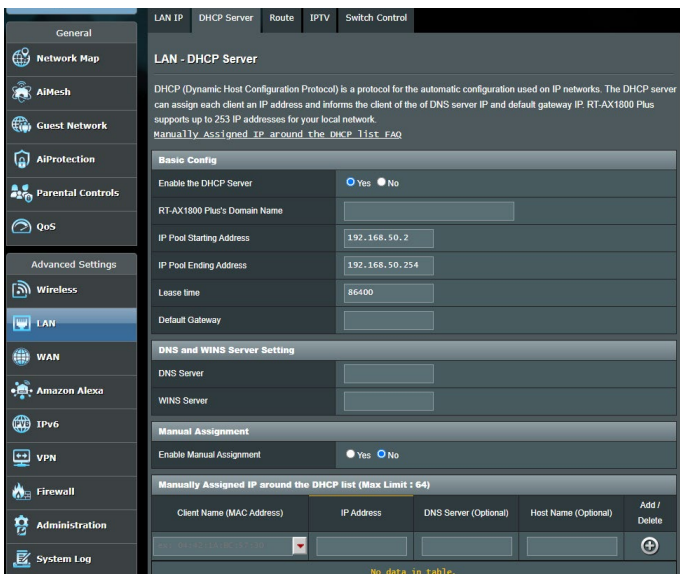 General
Network Map
AiMesh
Guest Network
AiProtection
Parental Controls
QoS
Advanced Settings
Wireless
LAN
WAN
Amazon Alexa
IPv6
VPN
Firewall
Administration
System Log
LAN IP
DHCP Server
Route
IPTV
Switch Control
LAN - DHCP Server
DHCP (Dynamic Host Configuration Protocol) is a protocol for the automatic configuration used on IP networks. The DHCP server
can assign each client an IP address and informs the client of the of DNS server IP and default gateway IP. RT-AX1800 Plus
supports up to 253 IP addresses for your local network.
Manually Assigned IP around the DHCP list FAQ
Basic Config
Enable the DHCP Server Yes No
RT-AX1800 Plus's Domain Name
IP Pool Starting Address 192.168.50.2
IP Pool Ending Address 192.168.50.254
Lease time 86400
Default Gateway
DNS and WINS Server Setting
DNS Server
WINS Server
Manual Assignment
Enable Manual Assignment Yes No
Manually Assigned IP around the DHCP list (Max Limit : 64)
Client Name (MAC Address) IP Address DNS Server (Optional) Host Name (Optional) Add /
Delete
No data in table.